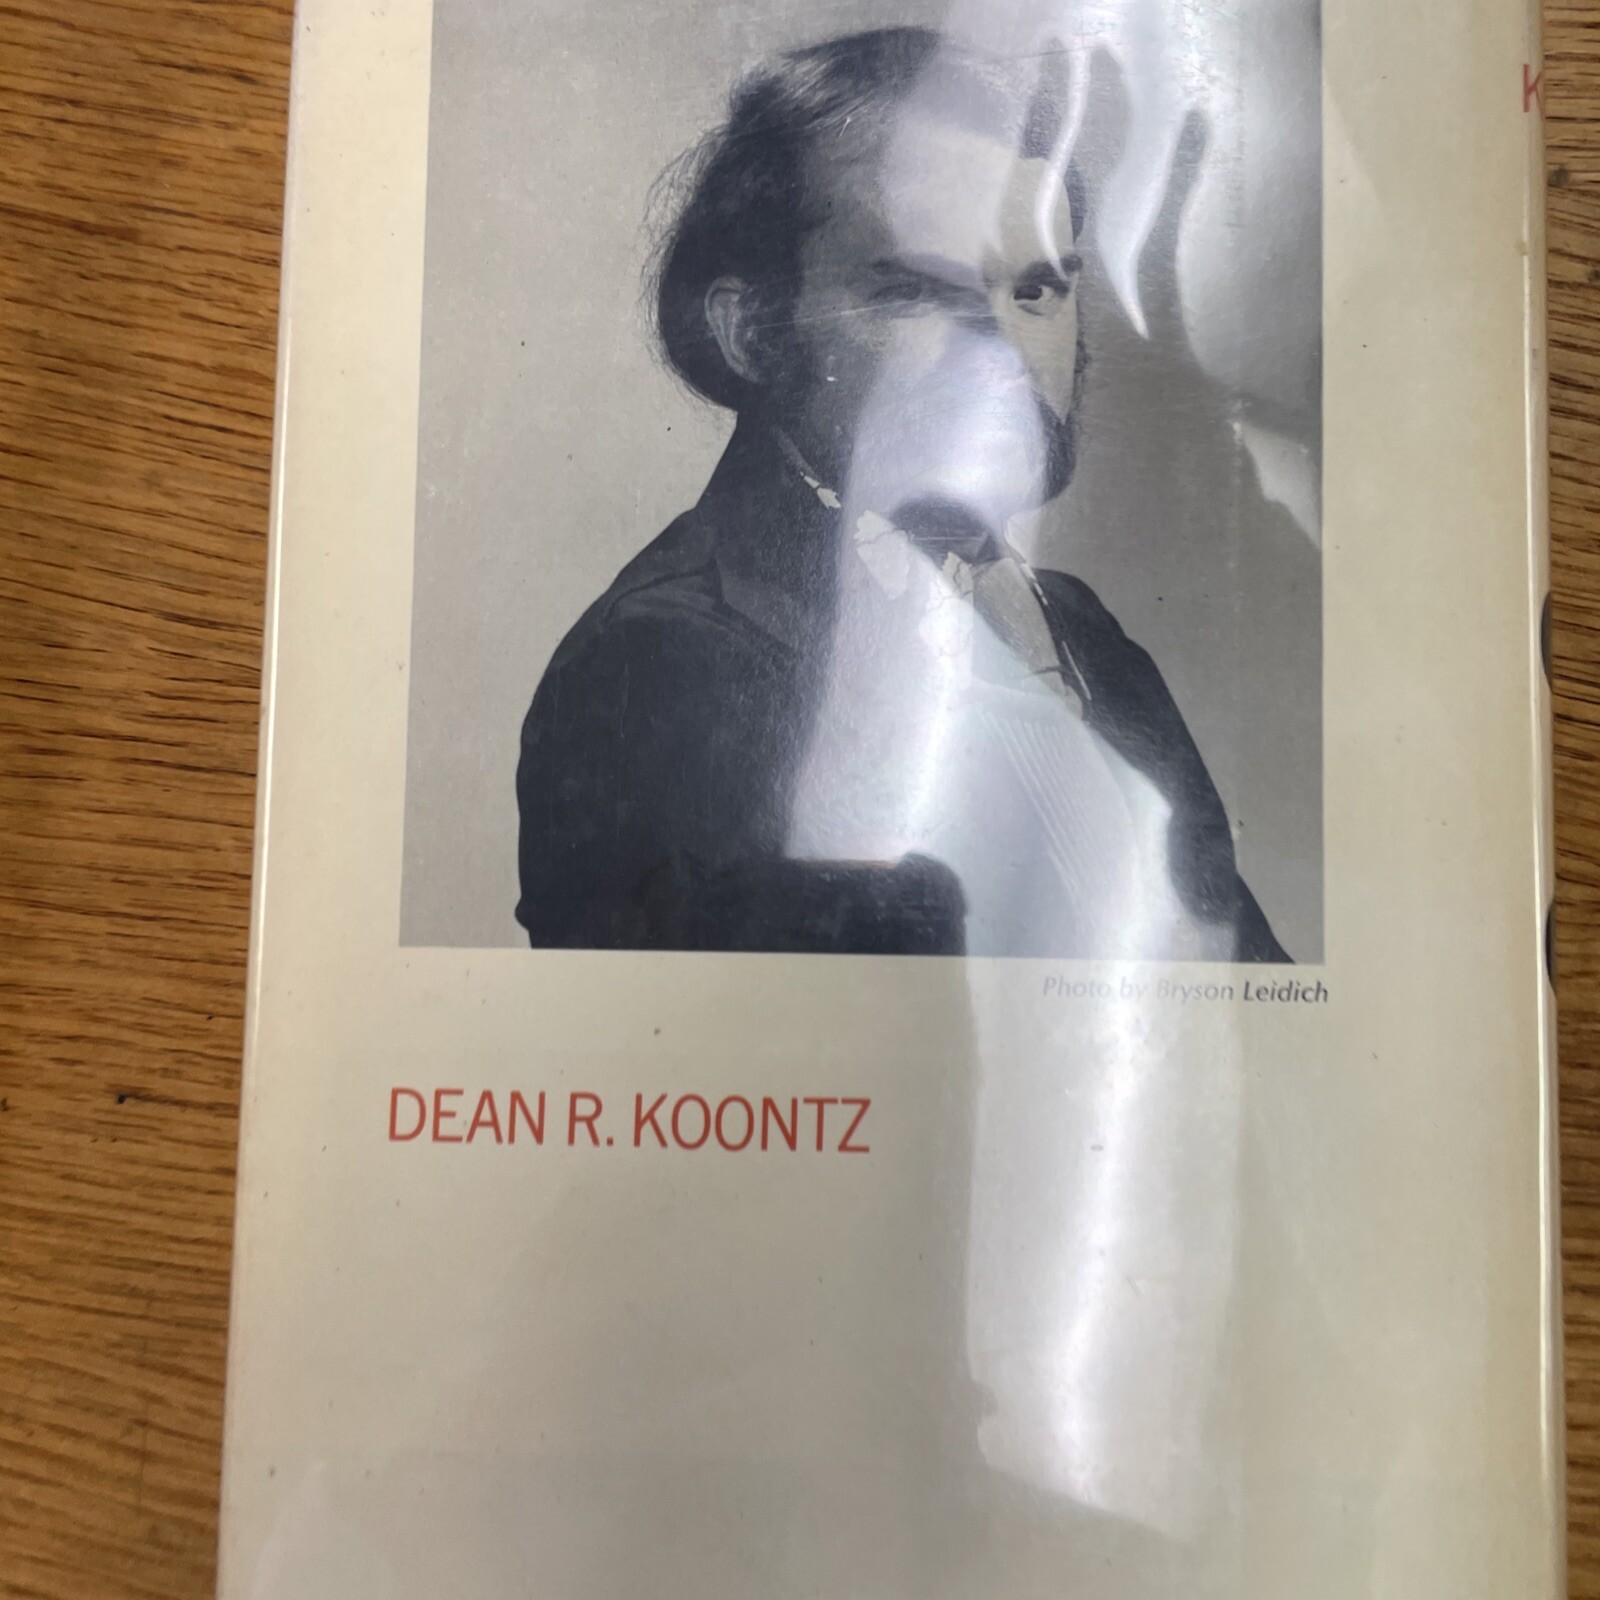 K
Photo by Bryson Leidich
DEAN R. KOONTZ